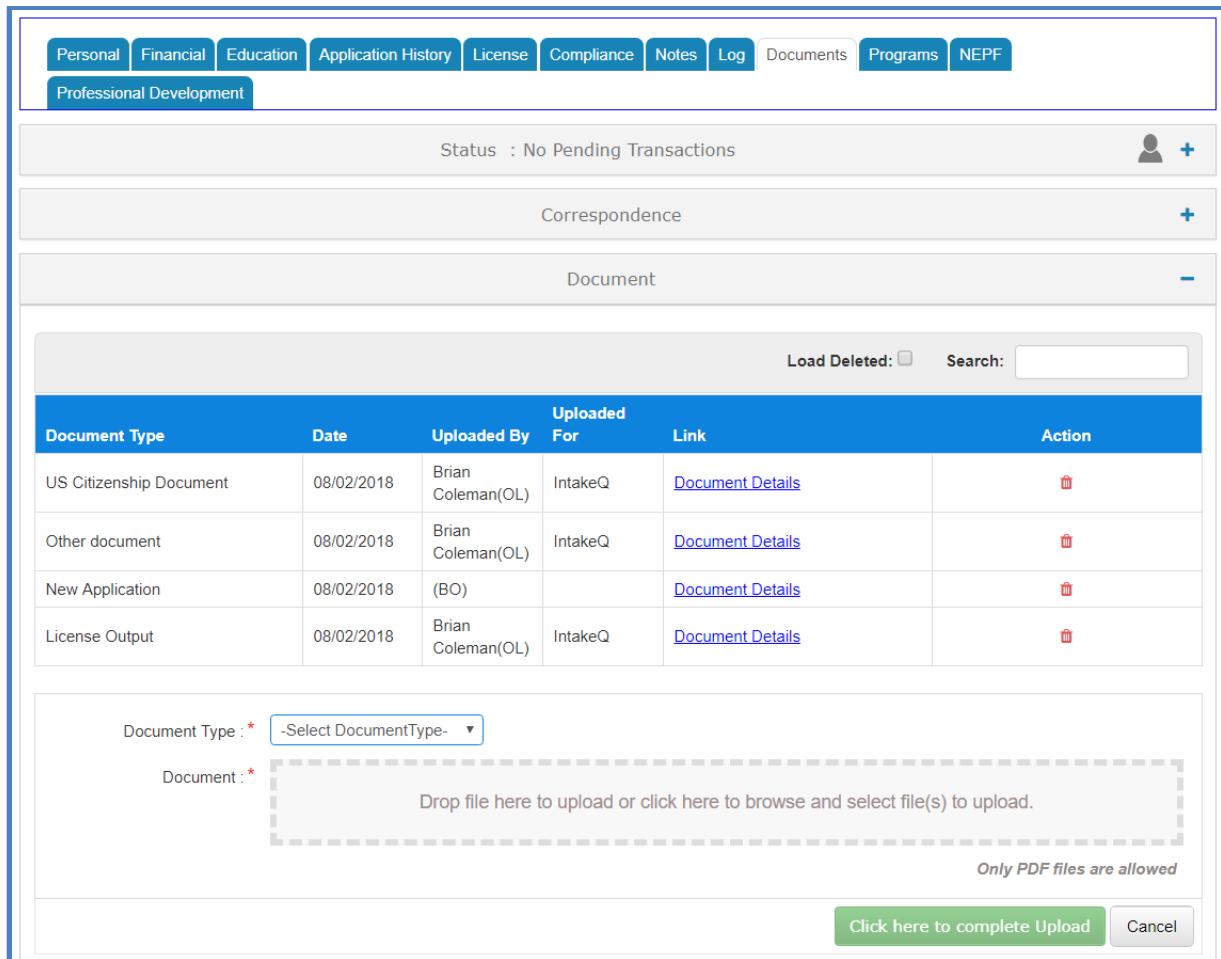 Personal Financial Education Application History License Compliance Notes Log Documents Programs NEPF
Professional Development
Status : No Pending Transactions
Correspondence
Document
Load Deleted: Search:
Document Type Date Uploaded By Uploaded For Link Action
US Citizenship Document 08/02/2018 Brian Coleman(OL) IntakeQ Document Details
Other document 08/02/2018 Brian Coleman(OL) IntakeQ Document Details
New Application 08/02/2018 (BO) Document Details
License Output 08/02/2018 Brian Coleman(OL) IntakeQ Document Details
Document Type : * -Select DocumentType-
Document : *
Drop file here to upload or click here to browse and select file(s) to upload.
Only PDF files are allowed
Click here to complete Upload Cancel